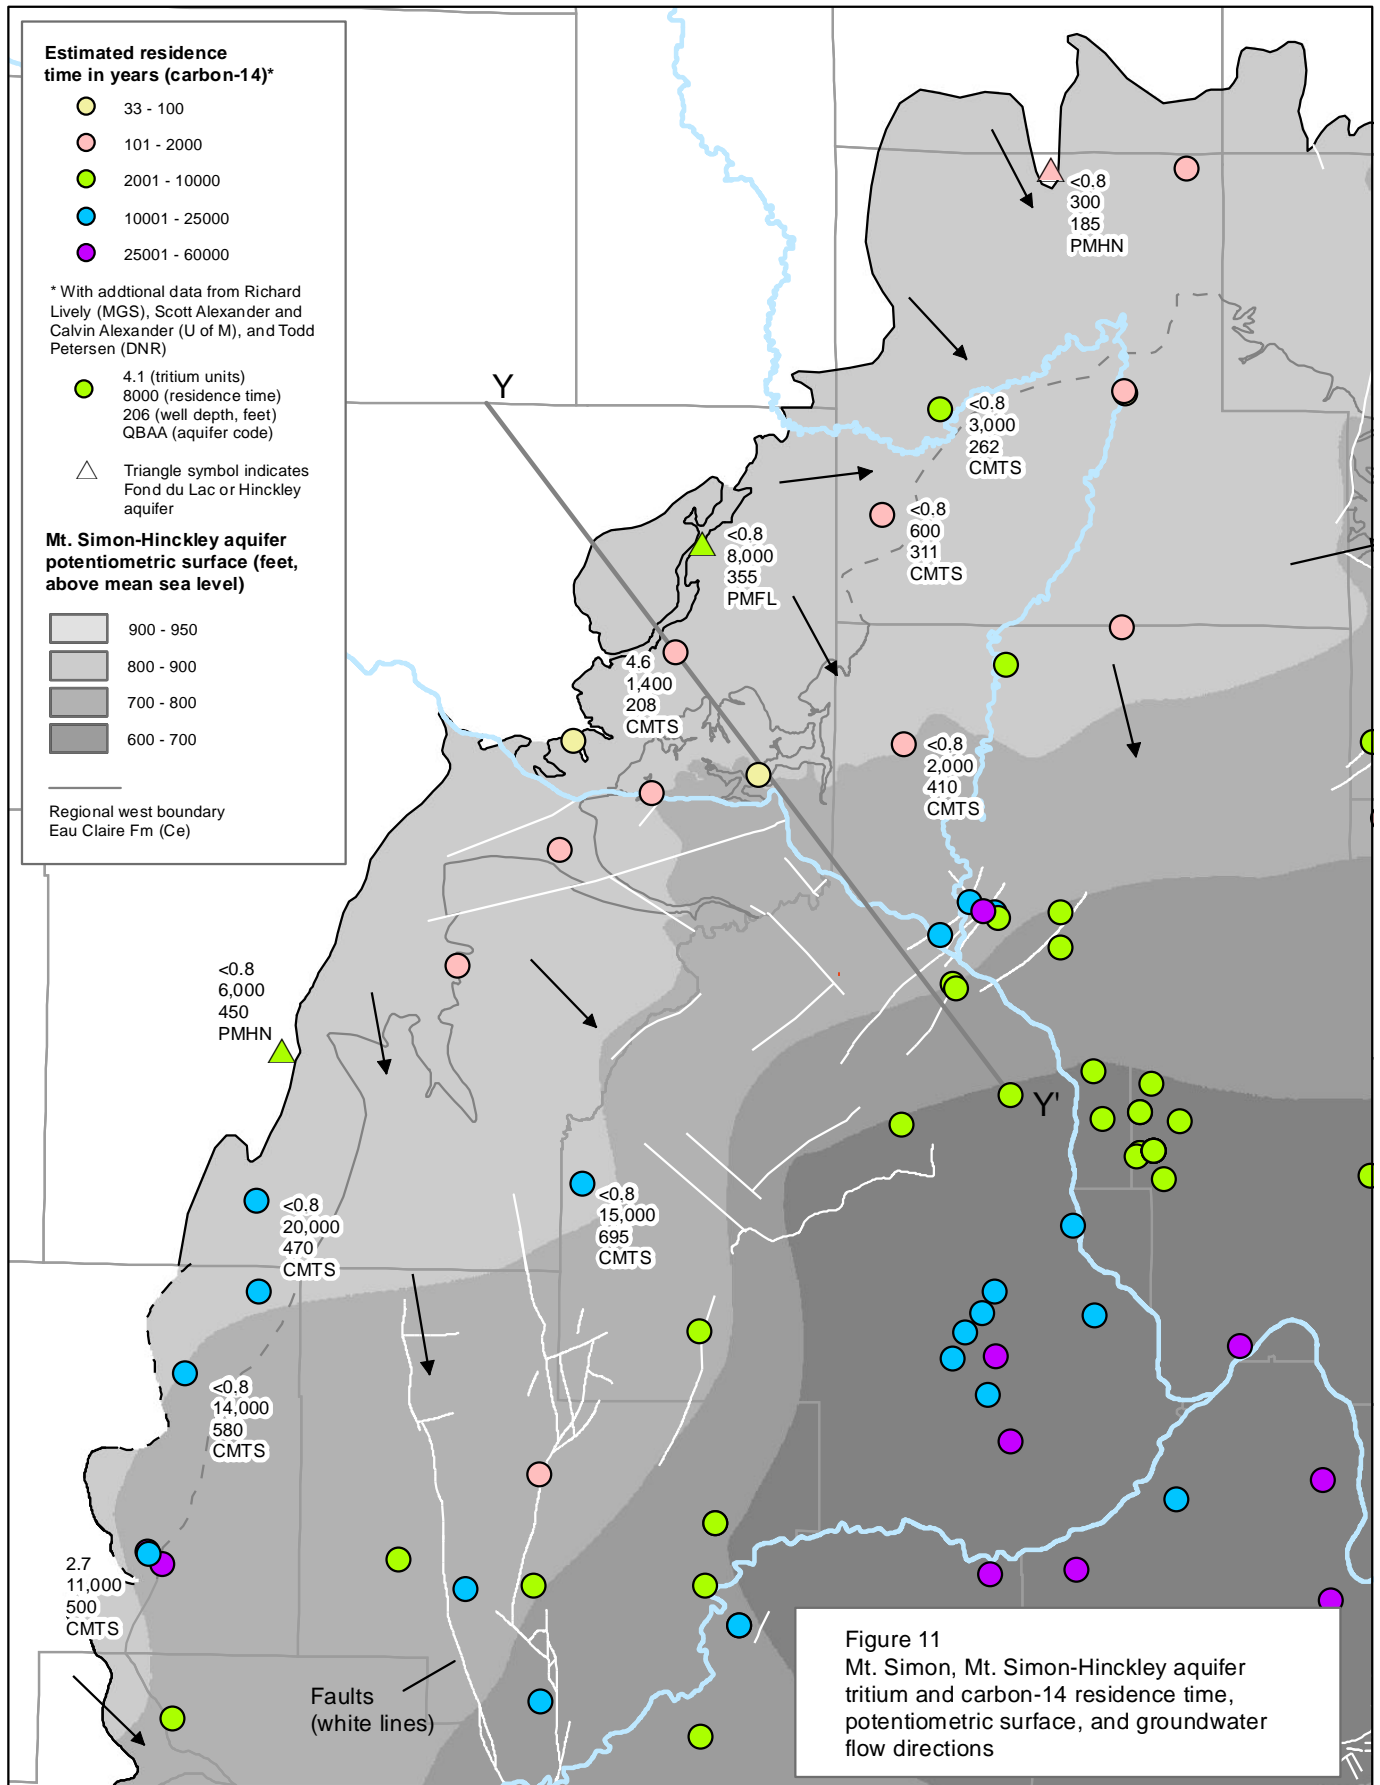 Estimated residence
time in years (carbon-14)*
33 - 100
101 - 2000
2001 - 10000
10001 - 25000
25001 - 60000
* With addtional data from Richard
Lively (MGS), Scott Alexander and
Calvin Alexander (U of M), and Todd
Petersen (DNR)
4.1 (tritium units)
8000 (residence time)
206 (well depth, feet)
QBAA (aquifer code)
Triangle symbol indicates
Fond du Lac or Hinckley
aquifer
Mt. Simon-Hinckley aquifer
potentiometric surface (feet,
above mean sea level)
900 - 950
800 - 900
700 - 800
600 - 700
Regional west boundary
Eau Claire Fm (Ce)
<0.8
300
185
PMHN
Y
<0.8
3,000
262
CMTS
<0.8
600
311
CMTS
<0.8
8,000
355
PMFL
4.6
1,400
208
CMTS
<0.8
2,000
410
CMTS
<0.8
6,000
450
PMHN
Y'
<0.8
20,000
470
CMTS
<0.8
15,000
695
CMTS
<0.8
14,000
580
CMTS
2.7
11,000
500
CMTS
Faults
(white lines)
Figure 11
Mt. Simon, Mt. Simon-Hinckley aquifer
tritium and carbon-14 residence time,
potentiometric surface, and groundwater
flow directions